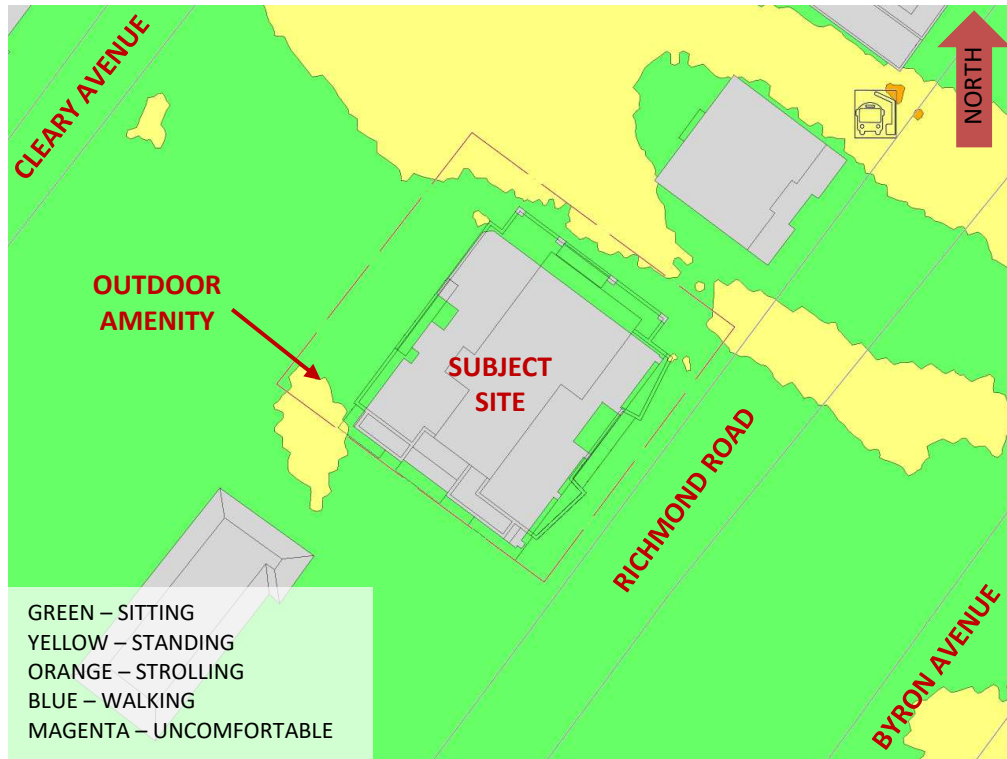 CLEARY AVENUE
NORTH
OUTDOOR
AMENITY
SUBJECT
SITE
RICHMOND ROAD
BYRON AVENUE
GREEN – SITTING
YELLOW – STANDING
ORANGE – STROLLING
BLUE – WALKING
MAGENTA – UNCOMFORTABLE